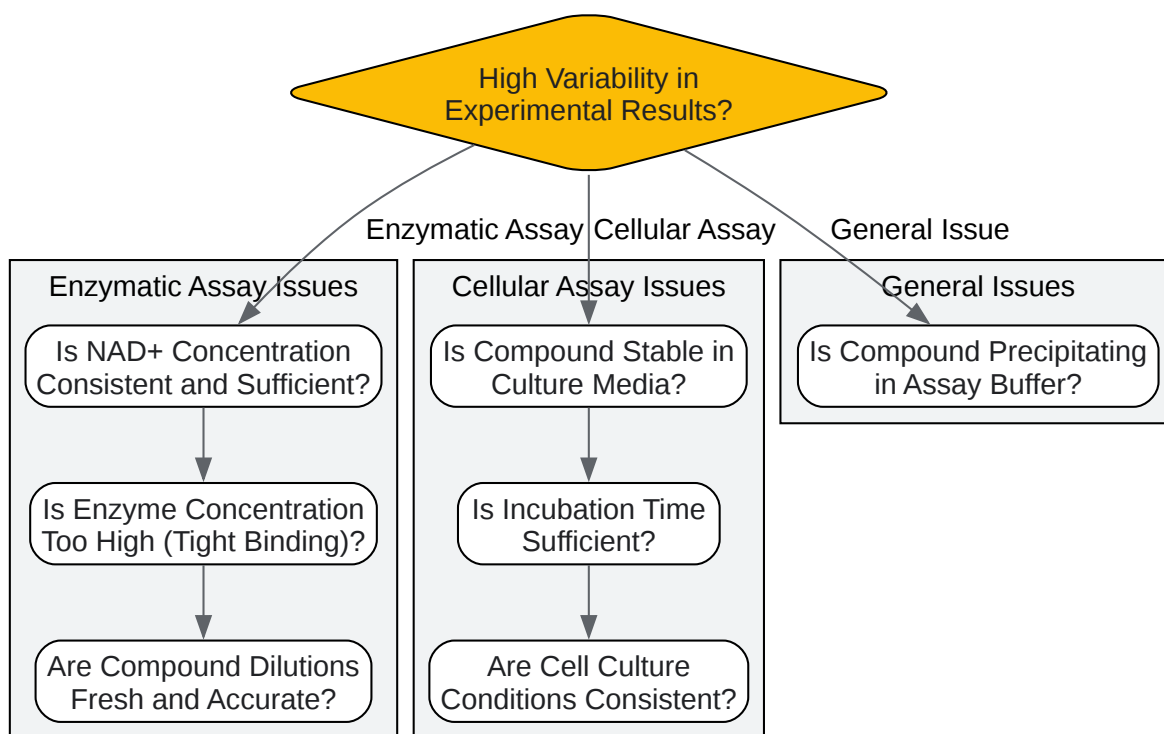 High Variability in
Experimental Results?
Enzymatic Assay
Cellular Assay
General Issue
Enzymatic Assay Issues
Is NAD+ Concentration
Consistent and Sufficient?
Is Enzyme Concentration
Too High (Tight Binding)?
Are Compound Dilutions
Fresh and Accurate?
Cellular Assay Issues
Is Compound Stable in
Culture Media?
Is Incubation Time
Sufficient?
Are Cell Culture
Conditions Consistent?
General Issues
Is Compound Precipitating
in Assay Buffer?